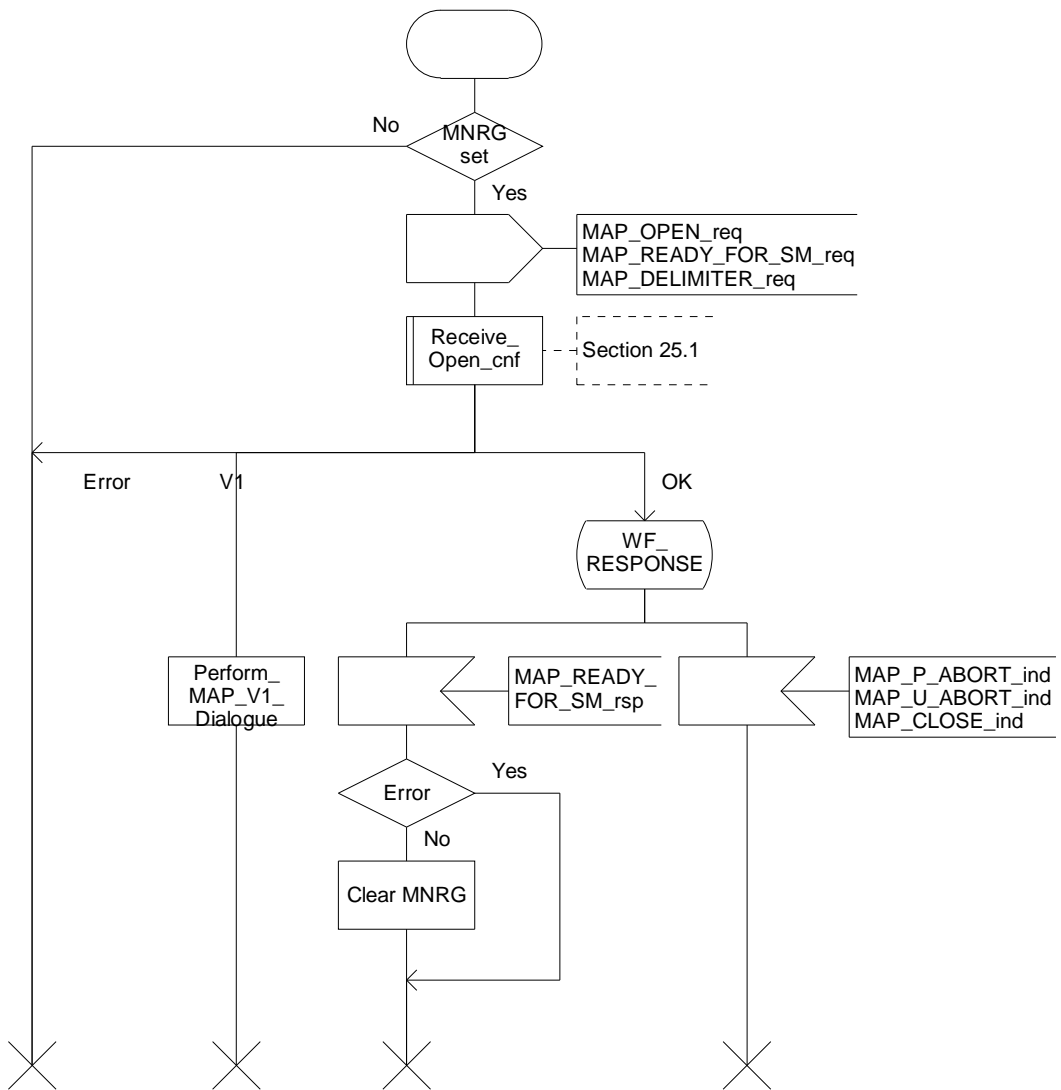 No
MNRG
set
Yes
MAP_OPEN_req
MAP_READY_FOR_SM_req
MAP_DELIMITER_req
Receive_
Open_cnf
Section 25.1
Error
V1
OK
WF_
RESPONSE
Perform_
MAP_V1_
Dialogue
MAP_READY_
FOR_SM_rsp
MAP_P_ABORT_ind
MAP_U_ABORT_ind
MAP_CLOSE_ind
Error
Yes
No
Clear MNRG